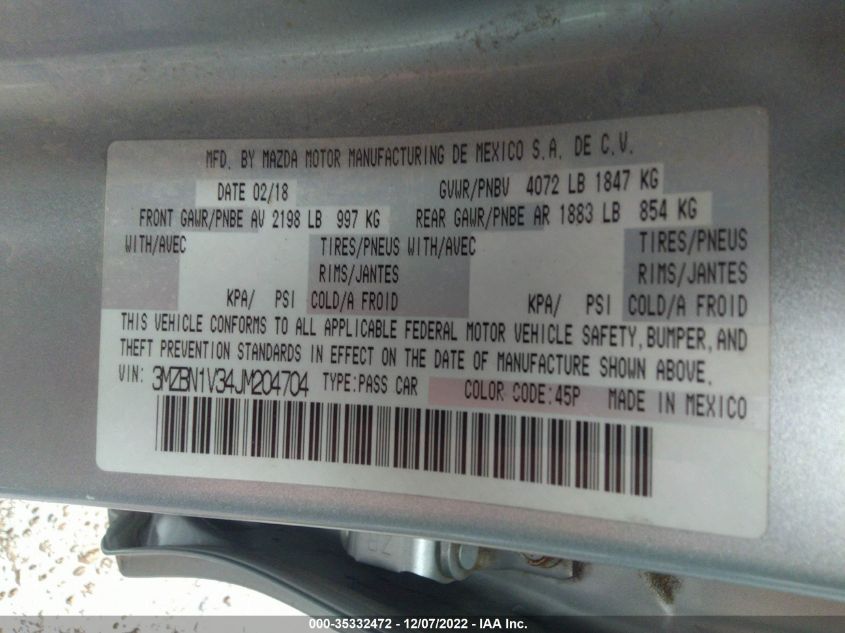 MFD. BY MAZDA MOTOR MANUFACTURING DE MEXICO S.A. DE C.V.
DATE 02/18 GVWR/PNBV 4072 LB 1847 KG
FRONT GAWR/PNBE AV 2198 LB 997 KG REAR GAWR/PNBE AR 1883 LB 854 KG
WITH/AVEC TIRES/PNEUS WITH/AVEC TIRES/PNEUS
RIMS/JANTES RIMS/JANTES
KPA/ PSI COLD/A FROID KPA/ PSI COLD/A FROID
THIS VEHICLE CONFORMS TO ALL APPLICABLE FEDERAL MOTOR VEHICLE SAFETY, BUMPER, AND
THEFT PREVENTION STANDARDS IN EFFECT ON THE DATE OF MANUFACTURE SHOWN ABOVE.
VIN: 3MZBN1V34JM204704 TYPE:PASS CAR COLOR CODE:45P MADE IN MEXICO
000-35332472 - 12/07/2022 - IAA Inc.